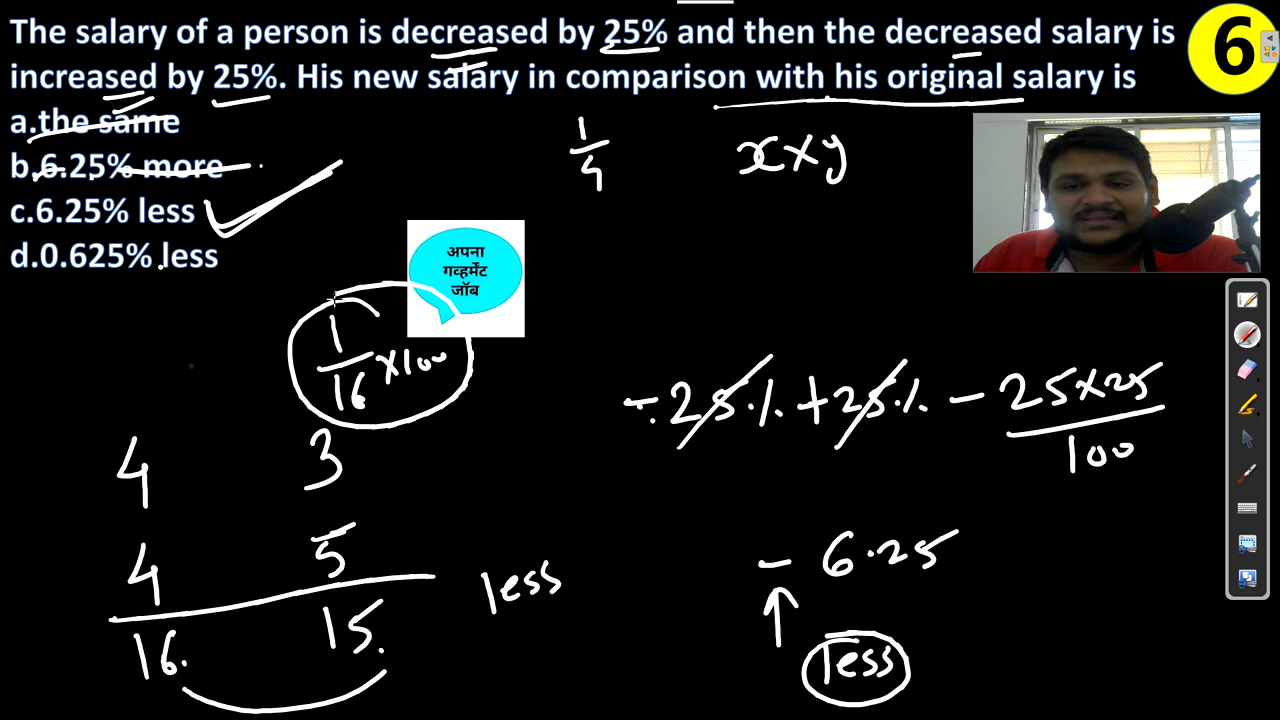 The salary of a person is decreased by 25% and then the decreased salary is
increased by 25%. His new salary in comparison with his original salary is
6
a.the same
b.6.25% more
c.6.25% less
d.0.625% less
1/4
x × y
अपना
गव्हर्मेंट
जॉब
1/16 × 100
- 25% + 25% - 25×25/100
4 3
4 5
16 15
less
- 6.25
↑
less